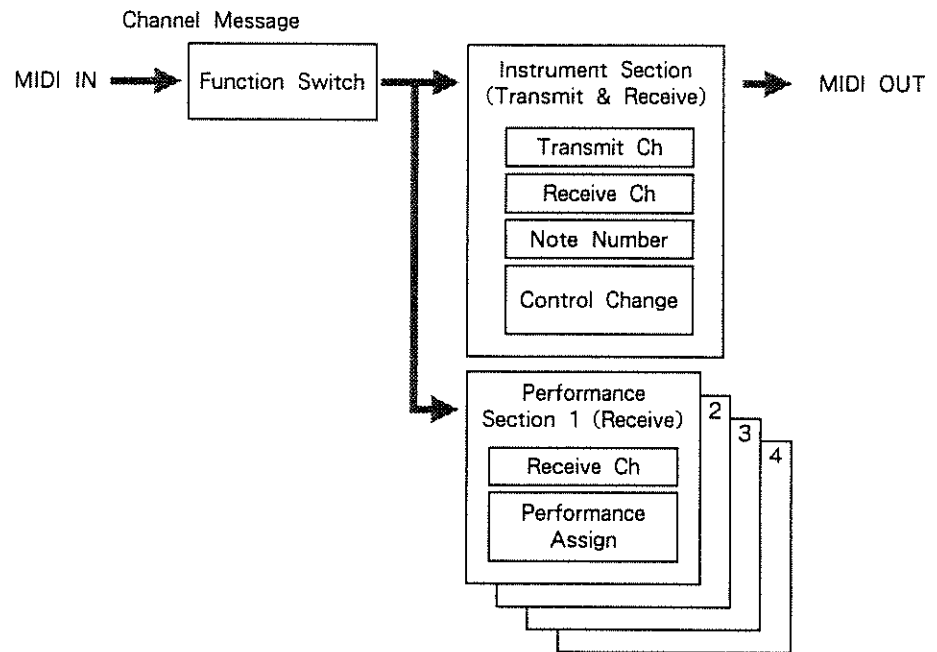 Channel Message
MIDI IN
Function Switch
Instrument Section
(Transmit & Receive)
MIDI OUT
Transmit Ch
Receive Ch
Note Number
Control Change
Performance
Section 1 (Receive)
2
3
4
Receive Ch
Performance
Assign